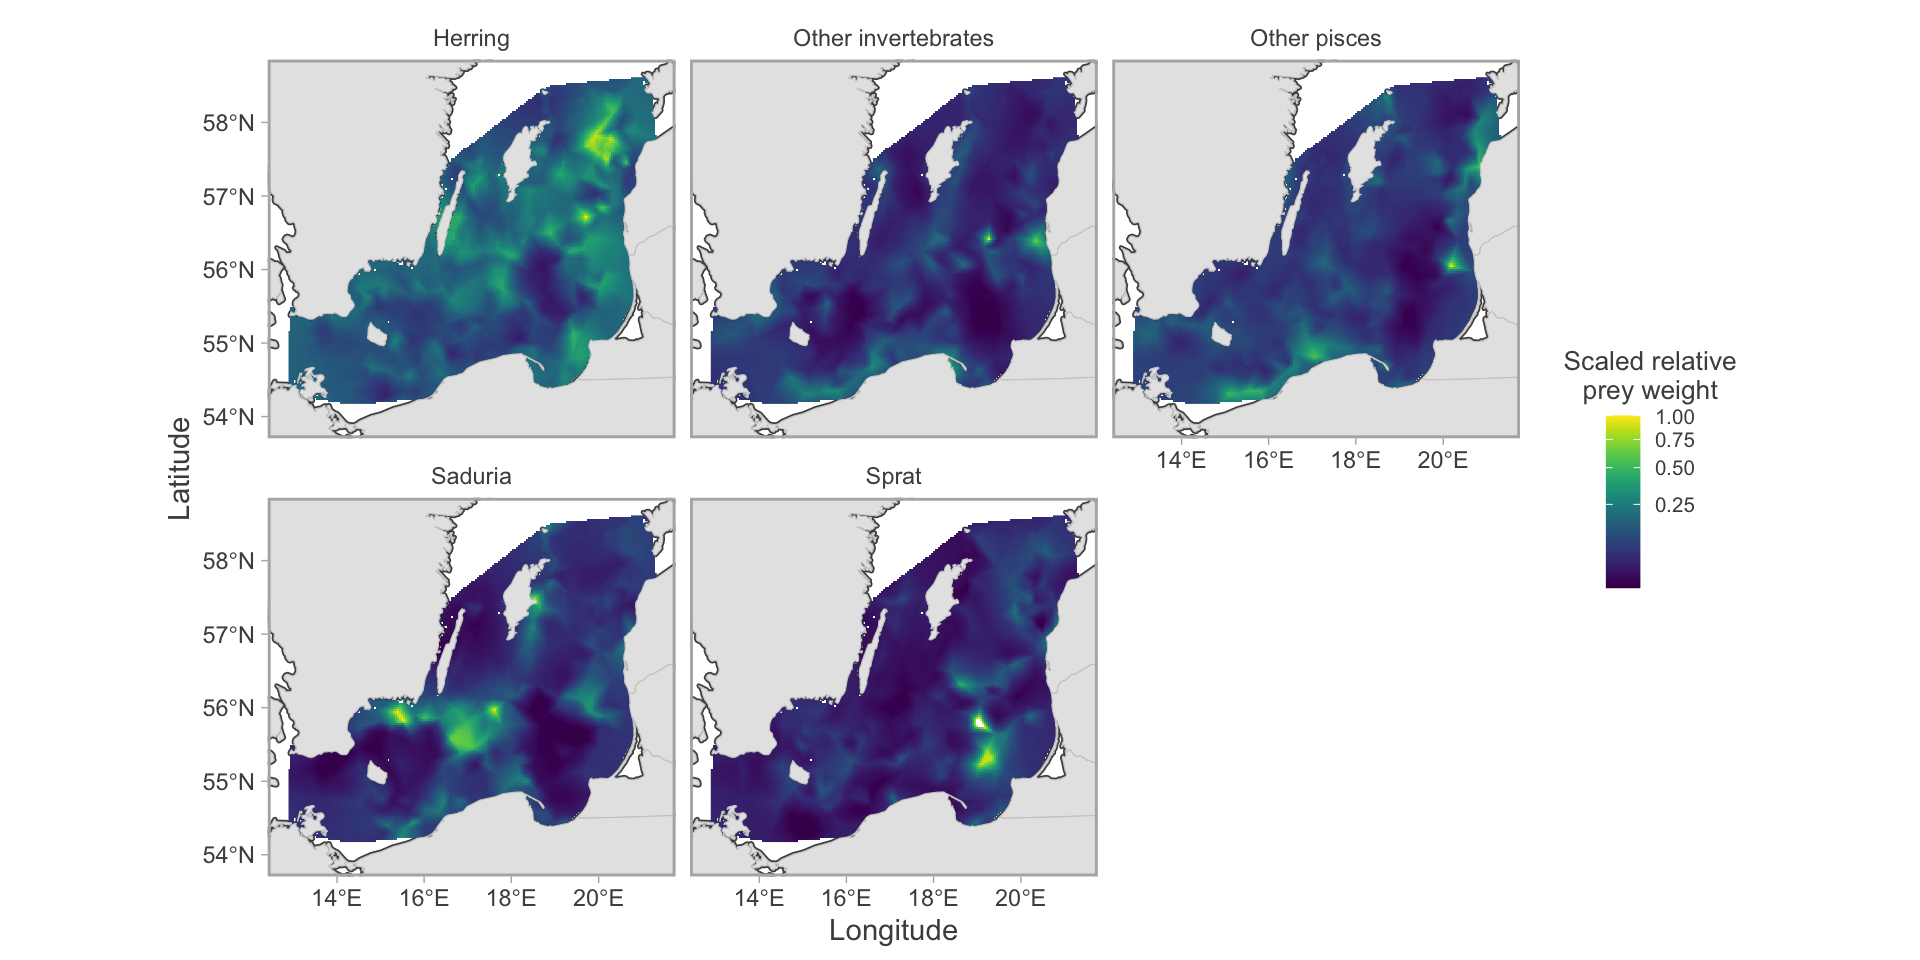 Herring
Other invertebrates
Other pisces
58°N
57°N
56°N
55°N
54°N
14°E 16°E 18°E 20°E
Scaled relative
prey weight
1.00
0.75
0.50
0.25
Latitude
Saduria
Sprat
58°N
57°N
56°N
55°N
54°N
14°E 16°E 18°E 20°E
14°E 16°E 18°E 20°E
Longitude